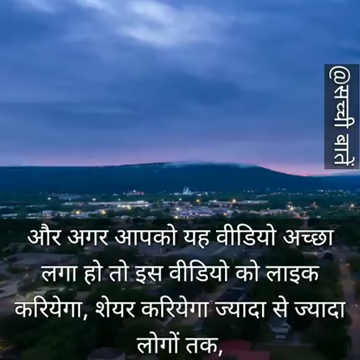 @सच्ची बातें
और अगर आपको यह वीडियो अच्छा
लगा हो तो इस वीडियो को लाइक
करियेगा, शेयर करियेगा ज्यादा से ज्यादा
लोगों तक,